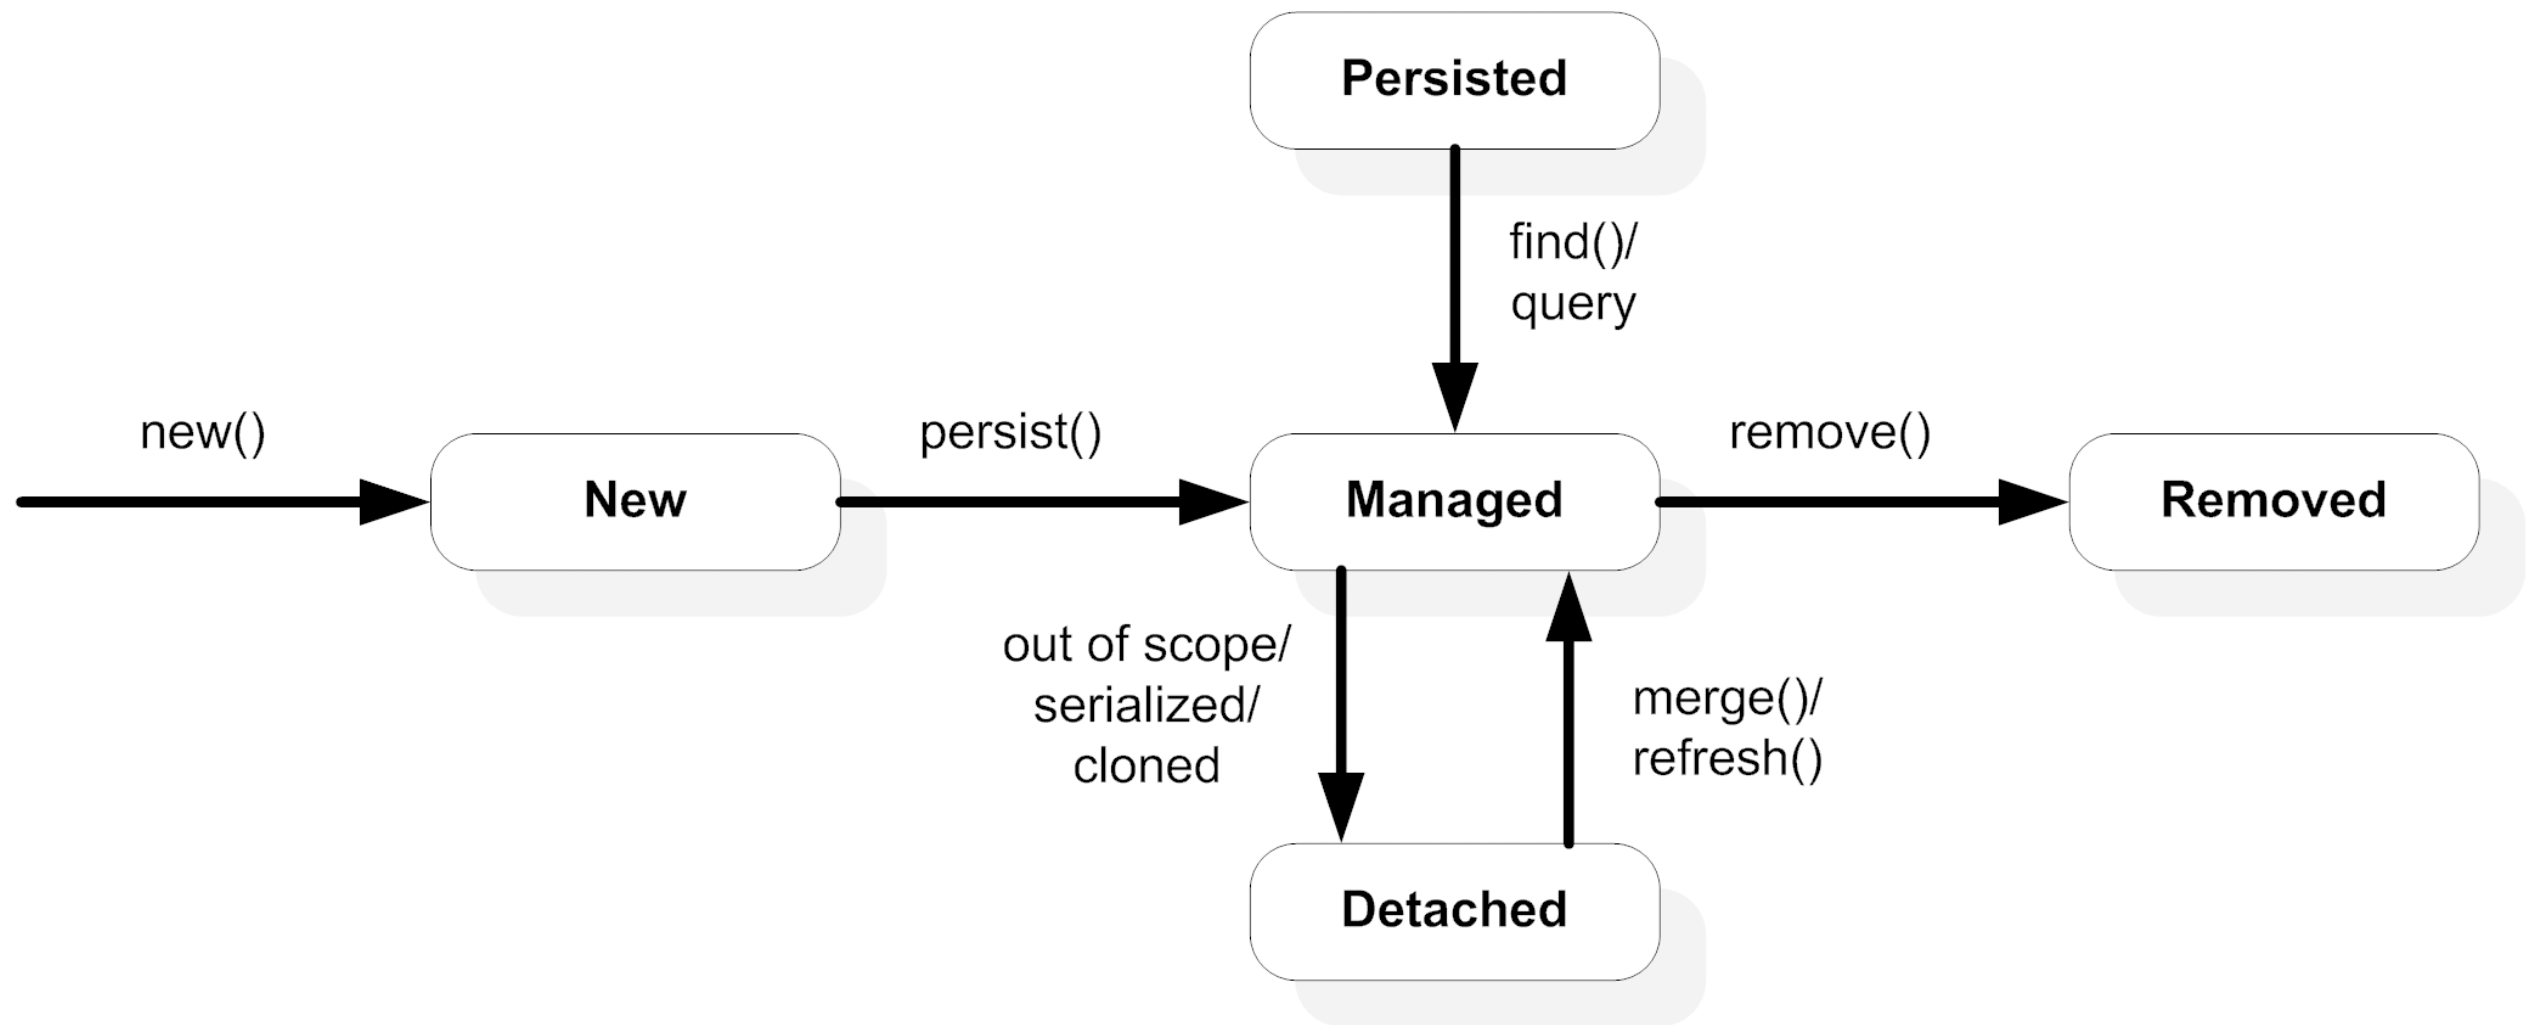 Persisted
find()/
query
new()
New
persist()
Managed
remove()
Removed
out of scope/
serialized/
cloned
merge()/
refresh()
Detached